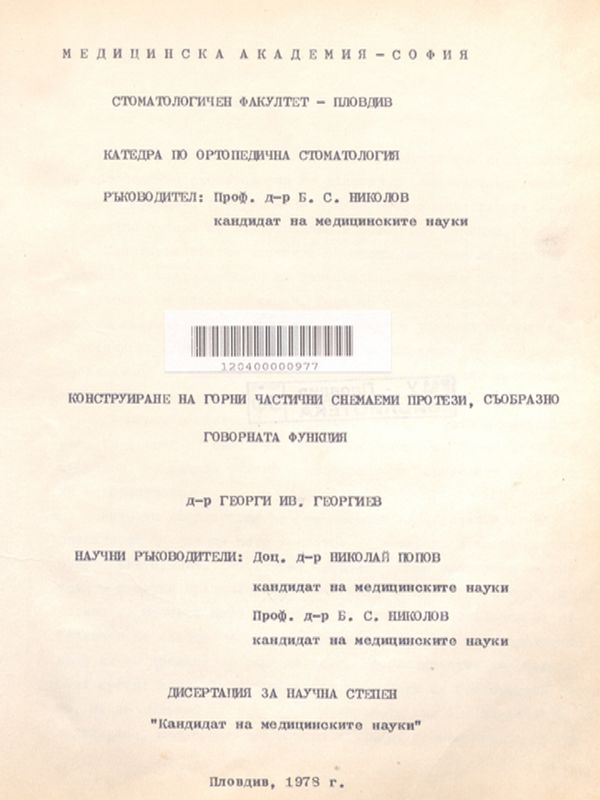 МЕДИЦИНСКА АКАДЕМИЯ - СОФИЯ
СТОМАТОЛОГИЧЕН ФАКУЛТЕТ - ПЛОВДИВ
КАТЕДРА ПО ОРТОПЕДИЧНА СТОМАТОЛОГИЯ
РЪКОВОДИТЕЛ: Проф. д-р Б. С. НИКОЛОВ
кандидат на медицинските науки
120400000977
КОНСТРУИРАНЕ НА ГОРНИ ЧАСТИЧНИ СНЕМАЕМИ ПРОТЕЗИ, СЪОБРАЗНО
ГОВОРНАТА ФУНКЦИЯ
д-р ГЕОРГИ ИВ. ГЕОРГИЕВ
НАУЧНИ РЪКОВОДИТЕЛИ: Доц. д-р НИКОЛАЙ ПОПОВ
кандидат на медицинските науки
Проф. д-р Б. С. НИКОЛОВ
кандидат на медицинските науки
ДИСЕРТАЦИЯ ЗА НАУЧНА СТЕПЕН
"Кандидат на медицинските науки"
Пловдив, 1978 г.